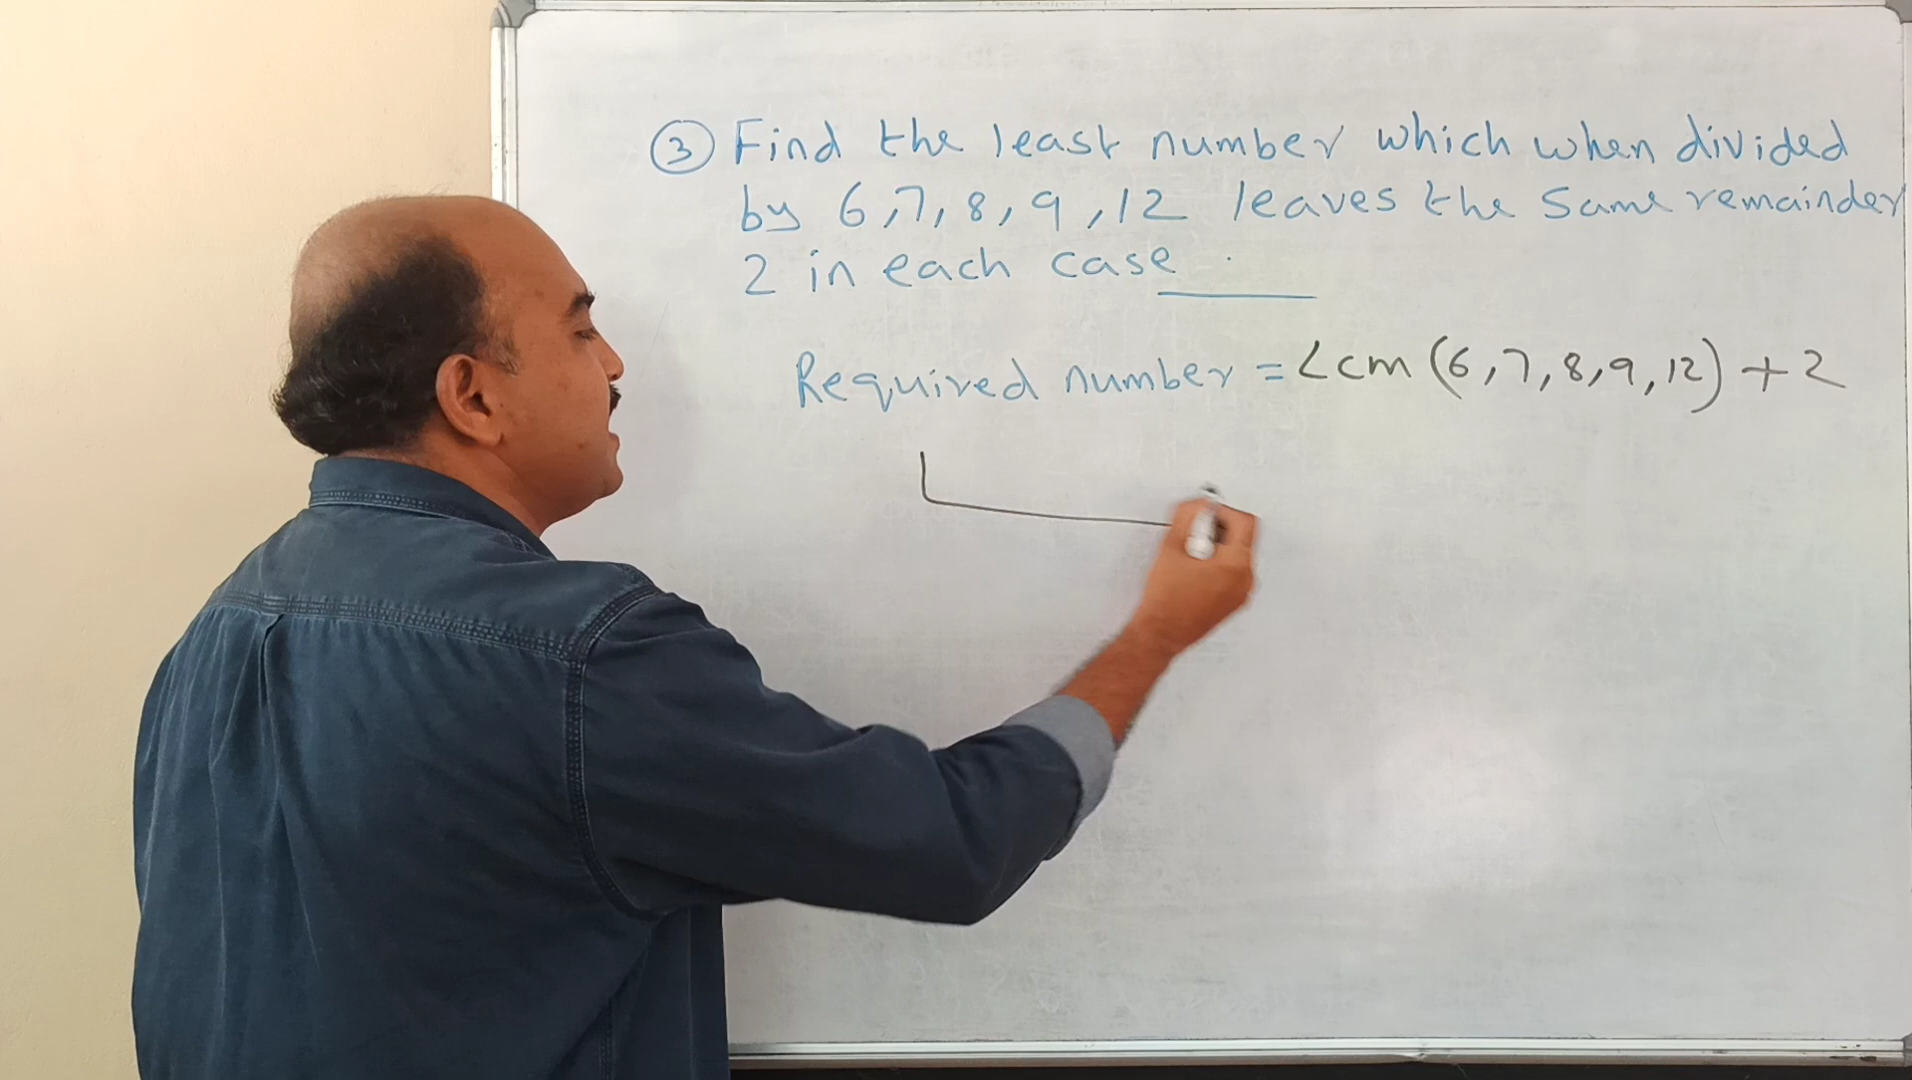 ③ Find the least number which when divided
by 6,7,8,9,12 leaves the same remainder
2 in each case ______
Required number = Lcm (6,7,8,9,12) + 2